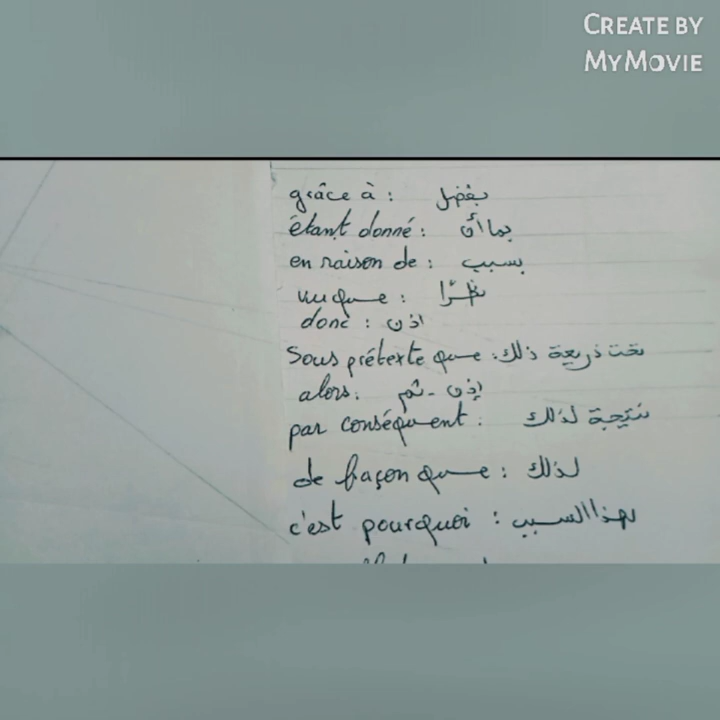 CREATE BY
MYMOVIE
grâce à : بفضل
étant donné : بما أن
en raison de : بسبب
vu que : نظرًا
donc : اذن
Sous prétexte que : تحت ذريعة ذلك
alors : إذن - ثم
par conséquent : نتيجة لذلك
de façon que : لذلك
c'est pourquoi : لهذا السبب